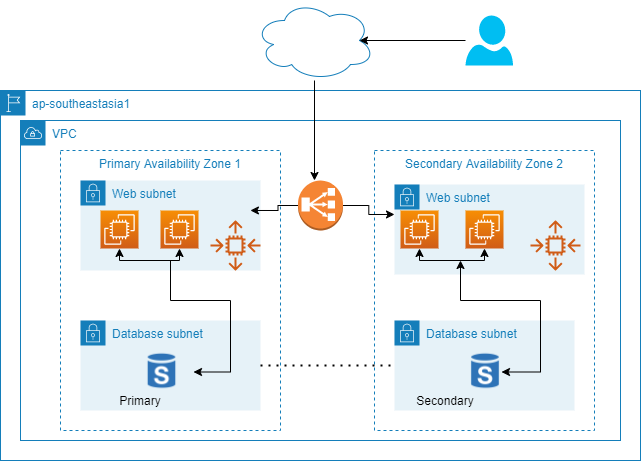 ap-southeastasia1
VPC
Primary Availability Zone 1
Secondary Availability Zone 2
Web subnet
Web subnet
Database subnet
Database subnet
S
S
Primary
Secondary